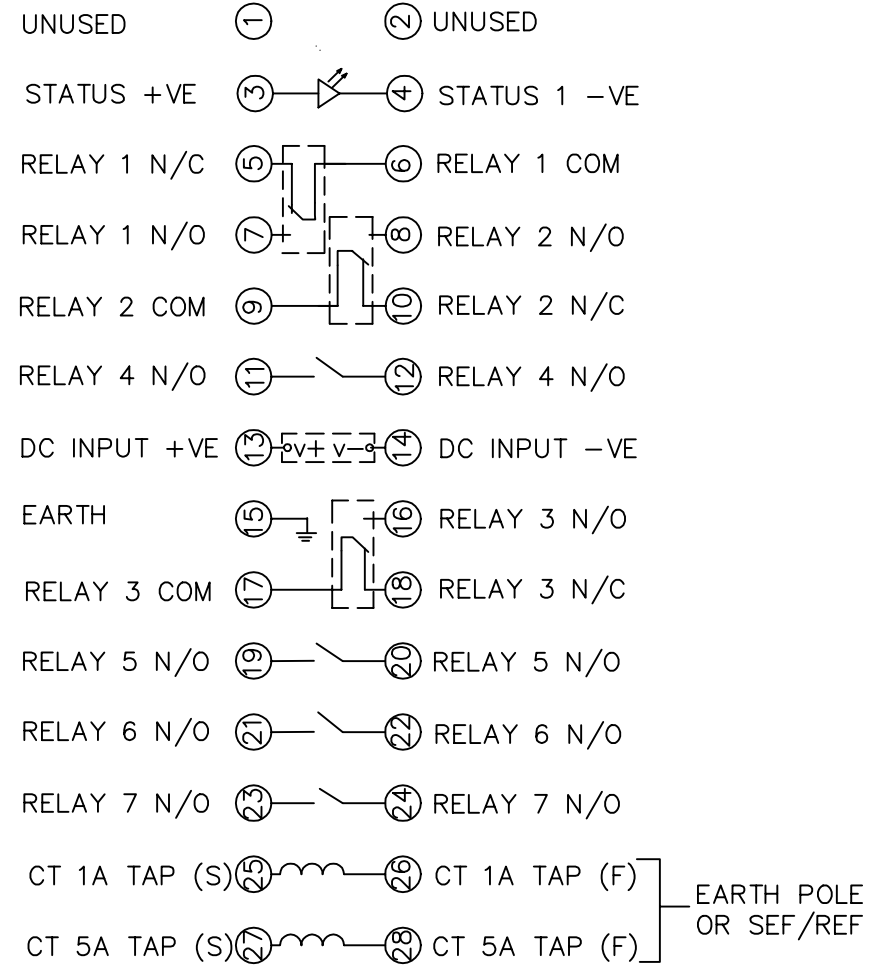 UNUSED 1 2 UNUSED
STATUS +VE 3 4 STATUS 1 −VE
RELAY 1 N/C 5 6 RELAY 1 COM
RELAY 1 N/O 7 8 RELAY 2 N/O
RELAY 2 COM 9 10 RELAY 2 N/C
RELAY 4 N/O 11 12 RELAY 4 N/O
DC INPUT +VE 13 V+ V− 14 DC INPUT −VE
EARTH 15 16 RELAY 3 N/O
RELAY 3 COM 17 18 RELAY 3 N/C
RELAY 5 N/O 19 20 RELAY 5 N/O
RELAY 6 N/O 21 22 RELAY 6 N/O
RELAY 7 N/O 23 24 RELAY 7 N/O
CT 1A TAP (S) 25 26 CT 1A TAP (F)
CT 5A TAP (S) 27 28 CT 5A TAP (F)
EARTH POLE
OR SEF/REF